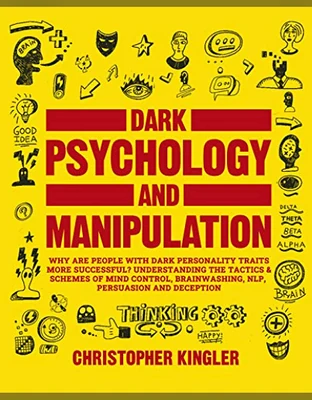 BRAIN
GOOD
IDEA
DARK
PSYCHOLOGY
AND
MANIPULATION
WHY ARE PEOPLE WITH DARK PERSONALITY TRAITS
MORE SUCCESSFUL? UNDERSTANDING THE TACTICS &
SCHEMES OF MIND CONTROL, BRAINWASHING, NLP,
PERSUASION AND DECEPTION
DELTA
THETA
BETA
ALPHA
BRAIN
THINKING
HAPPY!
CHRISTOPHER KINGLER